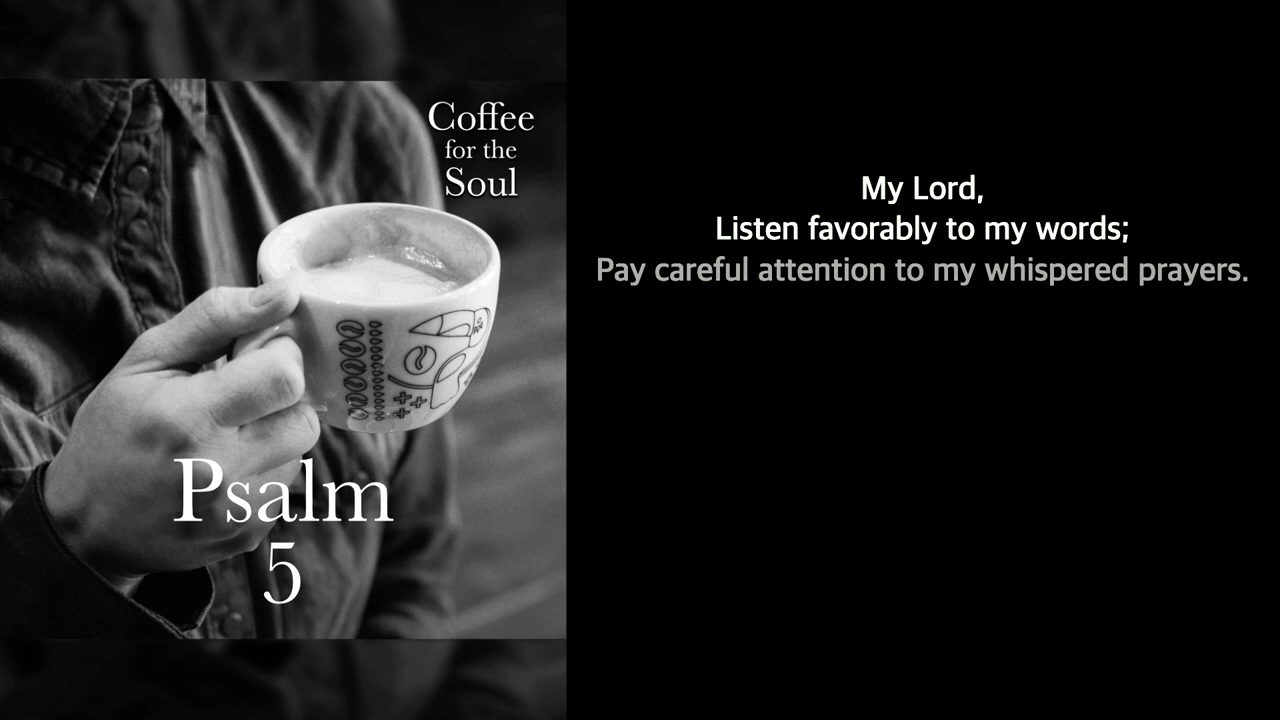 Coffee
for the
Soul
Psalm
5
My Lord,
Listen favorably to my words;
Pay careful attention to my whispered prayers.